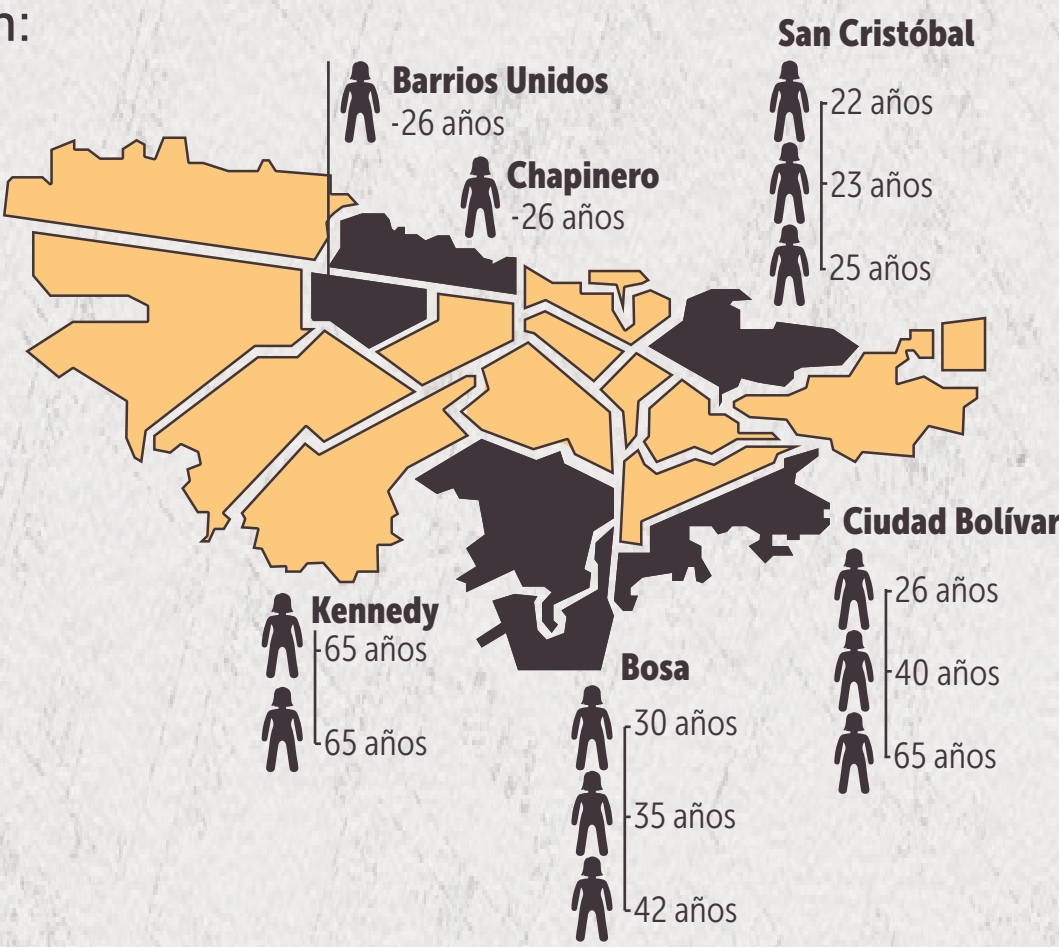 n:
San Cristóbal
22 años
23 años
25 años
Barrios Unidos
-26 años
Chapinero
-26 años
Ciudad Bolívar
26 años
40 años
65 años
Kennedy
65 años
65 años
Bosa
30 años
35 años
42 años